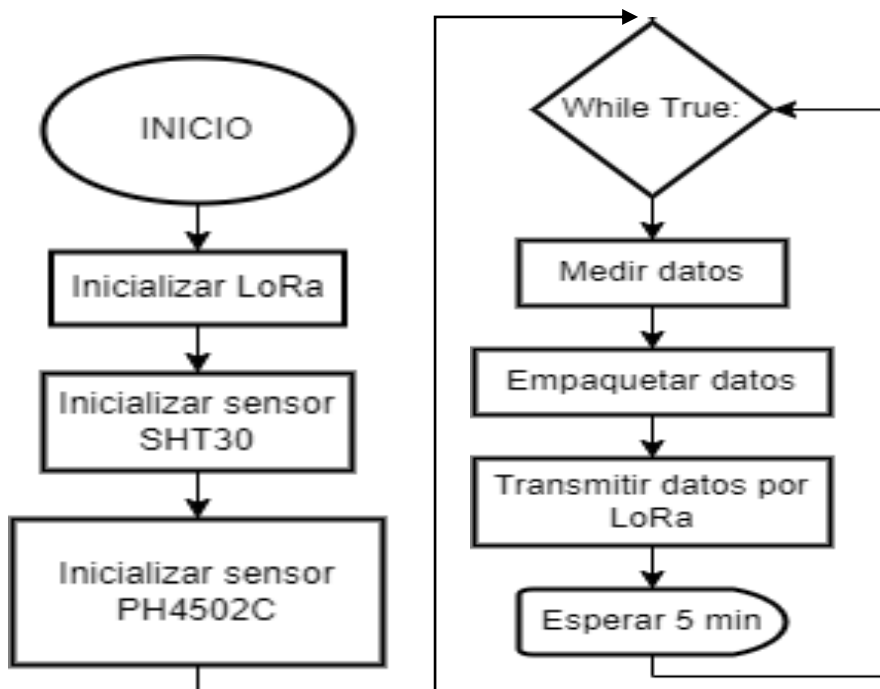 INICIO
Inicializar LoRa
Inicializar sensor
SHT30
Inicializar sensor
PH4502C
While True:
Medir datos
Empaquetar datos
Transmitir datos por
LoRa
Esperar 5 min